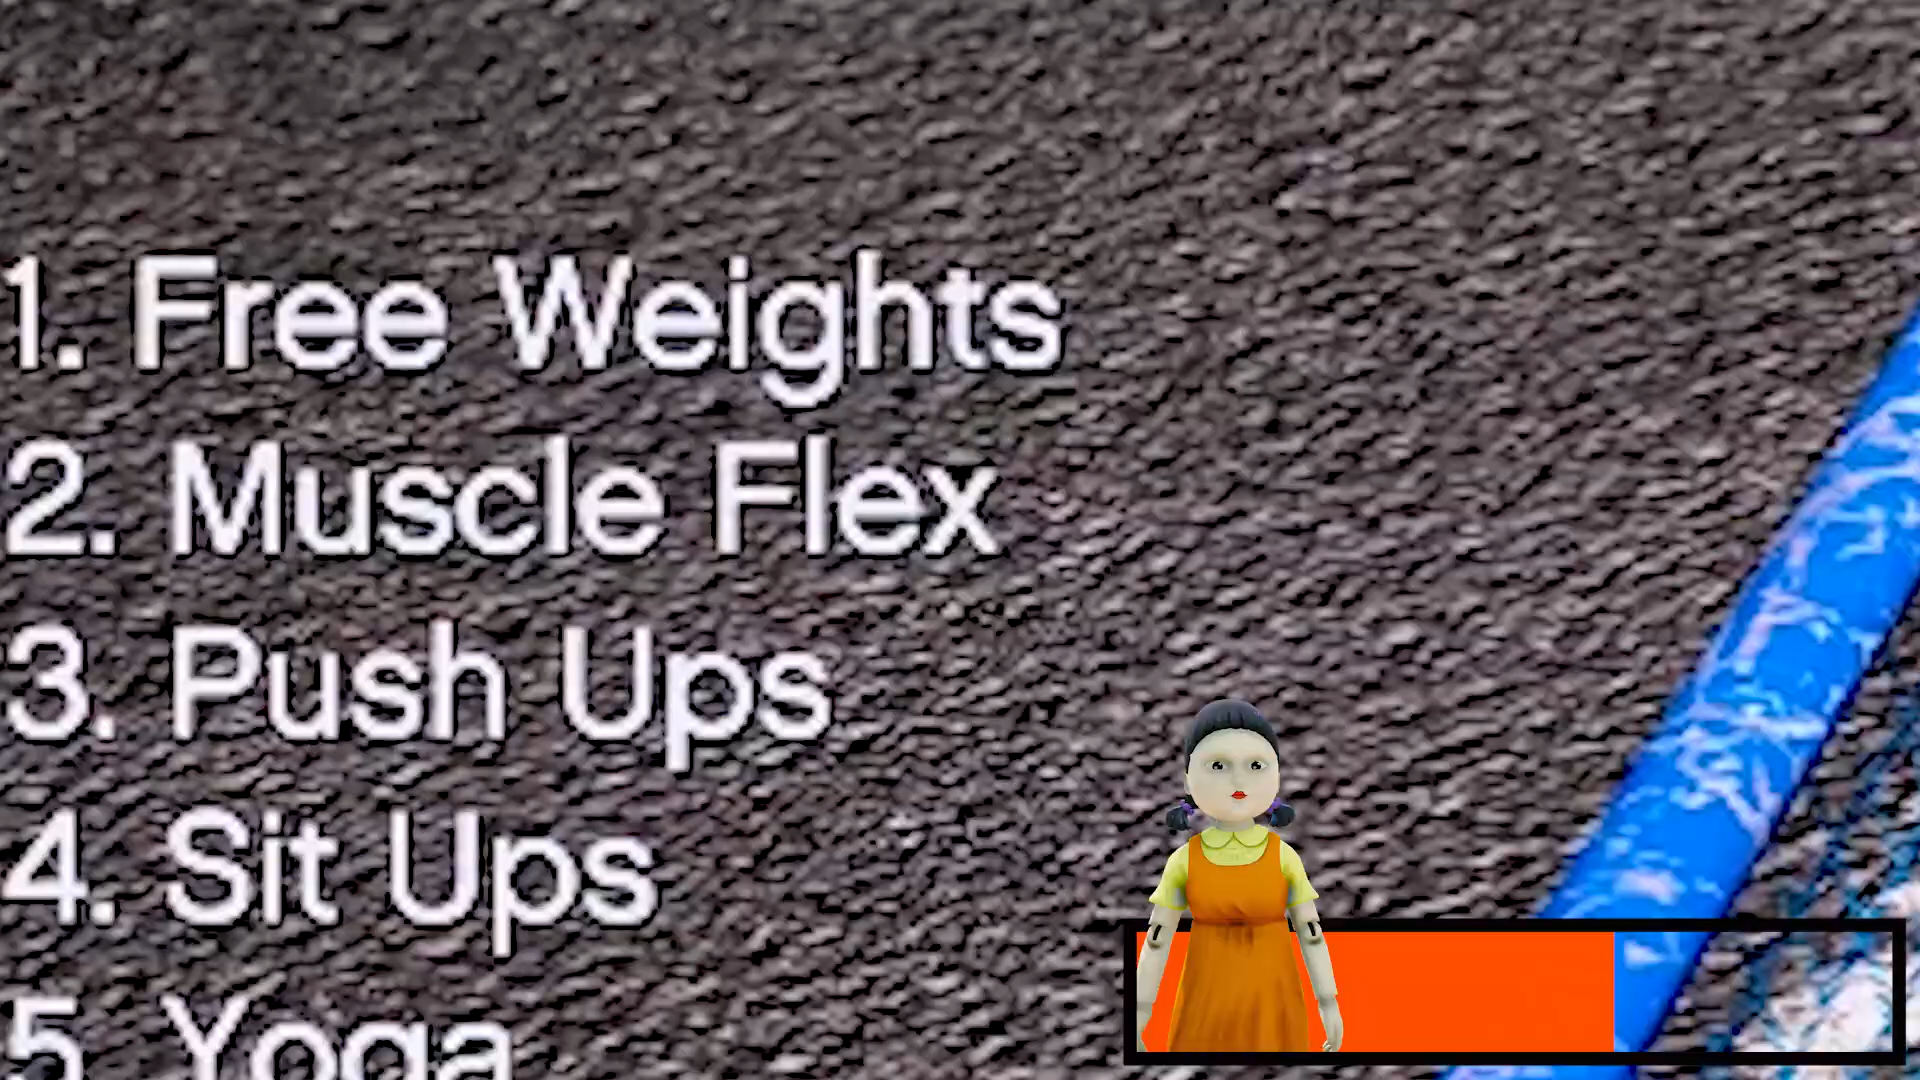 1. Free Weights
2. Muscle Flex
3. Push Ups
4. Sit Ups
5. Yoga